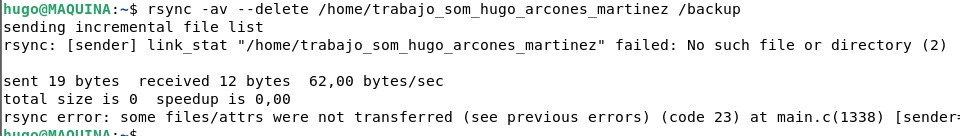 hugo@MAQUINA:~$ rsync -av --delete /home/trabajo_som_hugo_arcones_martinez /backup
sending incremental file list
rsync: [sender] link_stat "/home/trabajo_som_hugo_arcones_martinez" failed: No such file or directory (2)
sent 19 bytes  received 12 bytes  62,00 bytes/sec
total size is 0  speedup is 0,00
rsync error: some files/attrs were not transferred (see previous errors) (code 23) at main.c(1338) [sender=
hugo@MAQUINA:~$